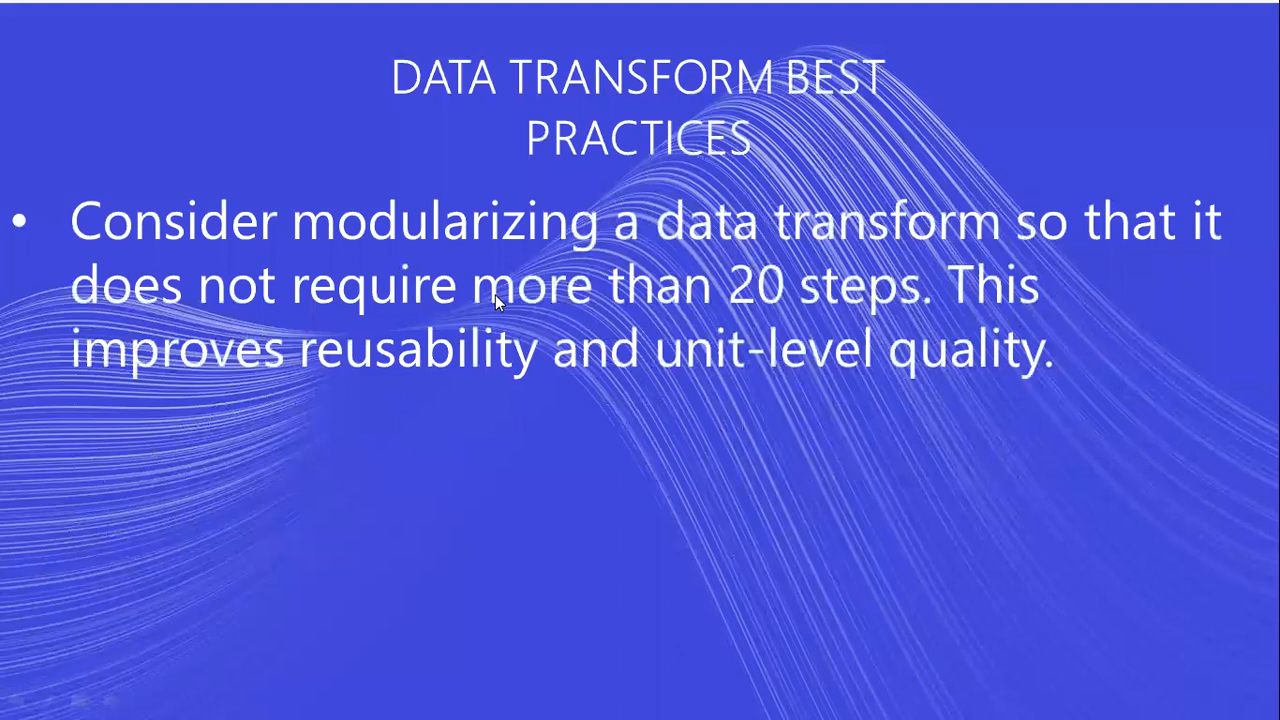 DATA TRANSFORM BEST
PRACTICES
• Consider modularizing a data transform so that it
does not require more than 20 steps. This
improves reusability and unit-level quality.